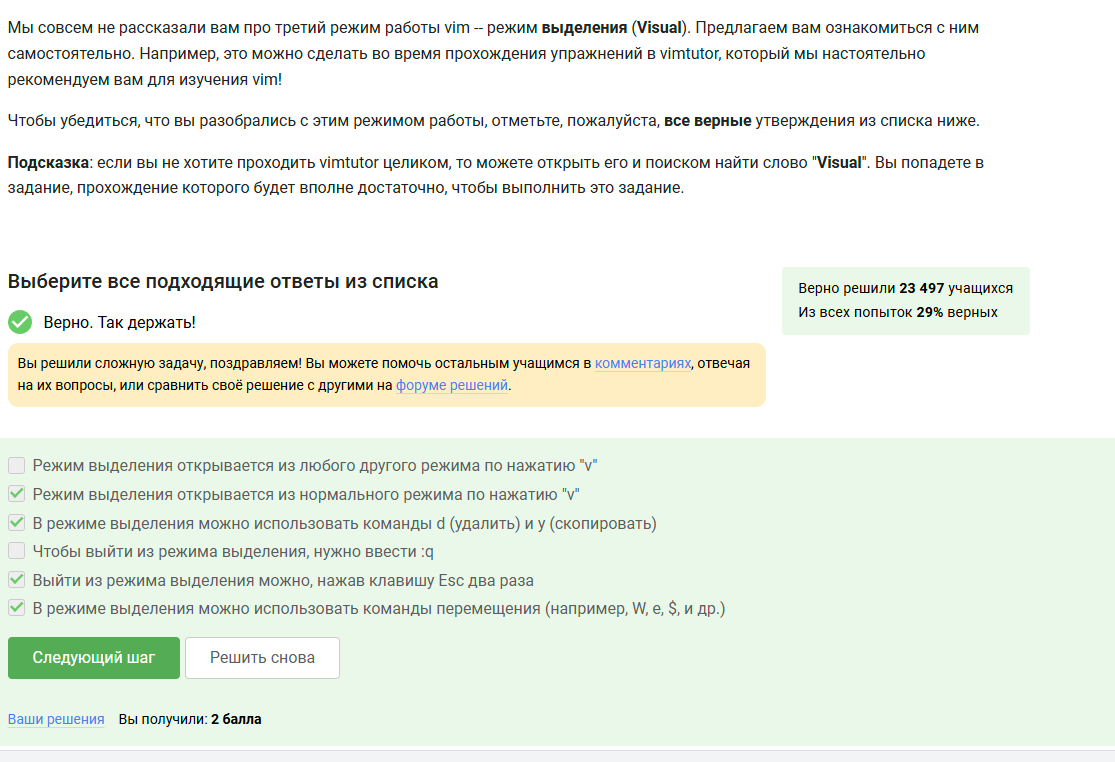 Мы совсем не рассказали вам про третий режим работы vim -- режим выделения (Visual). Предлагаем вам ознакомиться с ним
самостоятельно. Например, это можно сделать во время прохождения упражнений в vimtutor, который мы настоятельно
рекомендуем вам для изучения vim!
Чтобы убедиться, что вы разобрались с этим режимом работы, отметьте, пожалуйста, все верные утверждения из списка ниже.
Подсказка: если вы не хотите проходить vimtutor целиком, то можете открыть его и поиском найти слово "Visual". Вы попадете в
задание, прохождение которого будет вполне достаточно, чтобы выполнить это задание.
Выберите все подходящие ответы из списка
Верно. Так держать!
Вы решили сложную задачу, поздравляем! Вы можете помочь остальным учащимся в комментариях, отвечая
на их вопросы, или сравнить своё решение с другими на форуме решений.
Верно решили 23 497 учащихся
Из всех попыток 29% верных
Режим выделения открывается из любого другого режима по нажатию "v"
Режим выделения открывается из нормального режима по нажатию "v"
В режиме выделения можно использовать команды d (удалить) и y (скопировать)
Чтобы выйти из режима выделения, нужно ввести :q
Выйти из режима выделения можно, нажав клавишу Esc два раза
В режиме выделения можно использовать команды перемещения (например, W, e, $, и др.)
Следующий шаг
Решить снова
Ваши решения
Вы получили: 2 балла